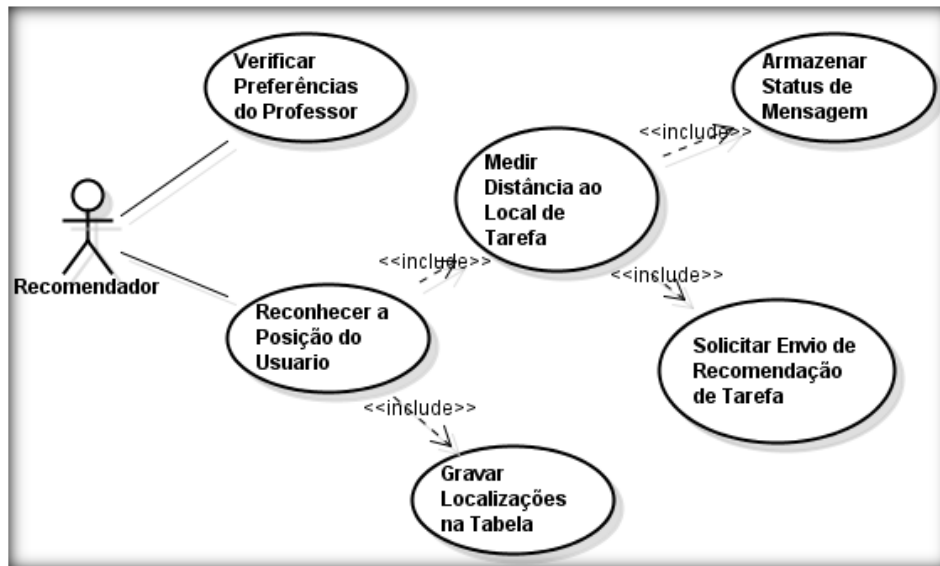 Verificar
Preferências
do Professor
Armazenar
Status de
Mensagem
<<include>>
Medir
Distância ao
Local de
Tarefa
<<include>>
<<include>>
Recomendador
Reconhecer a
Posição do
Usuario
Solicitar Envio de
Recomendação
de Tarefa
<<include>>
Gravar
Localizações
na Tabela